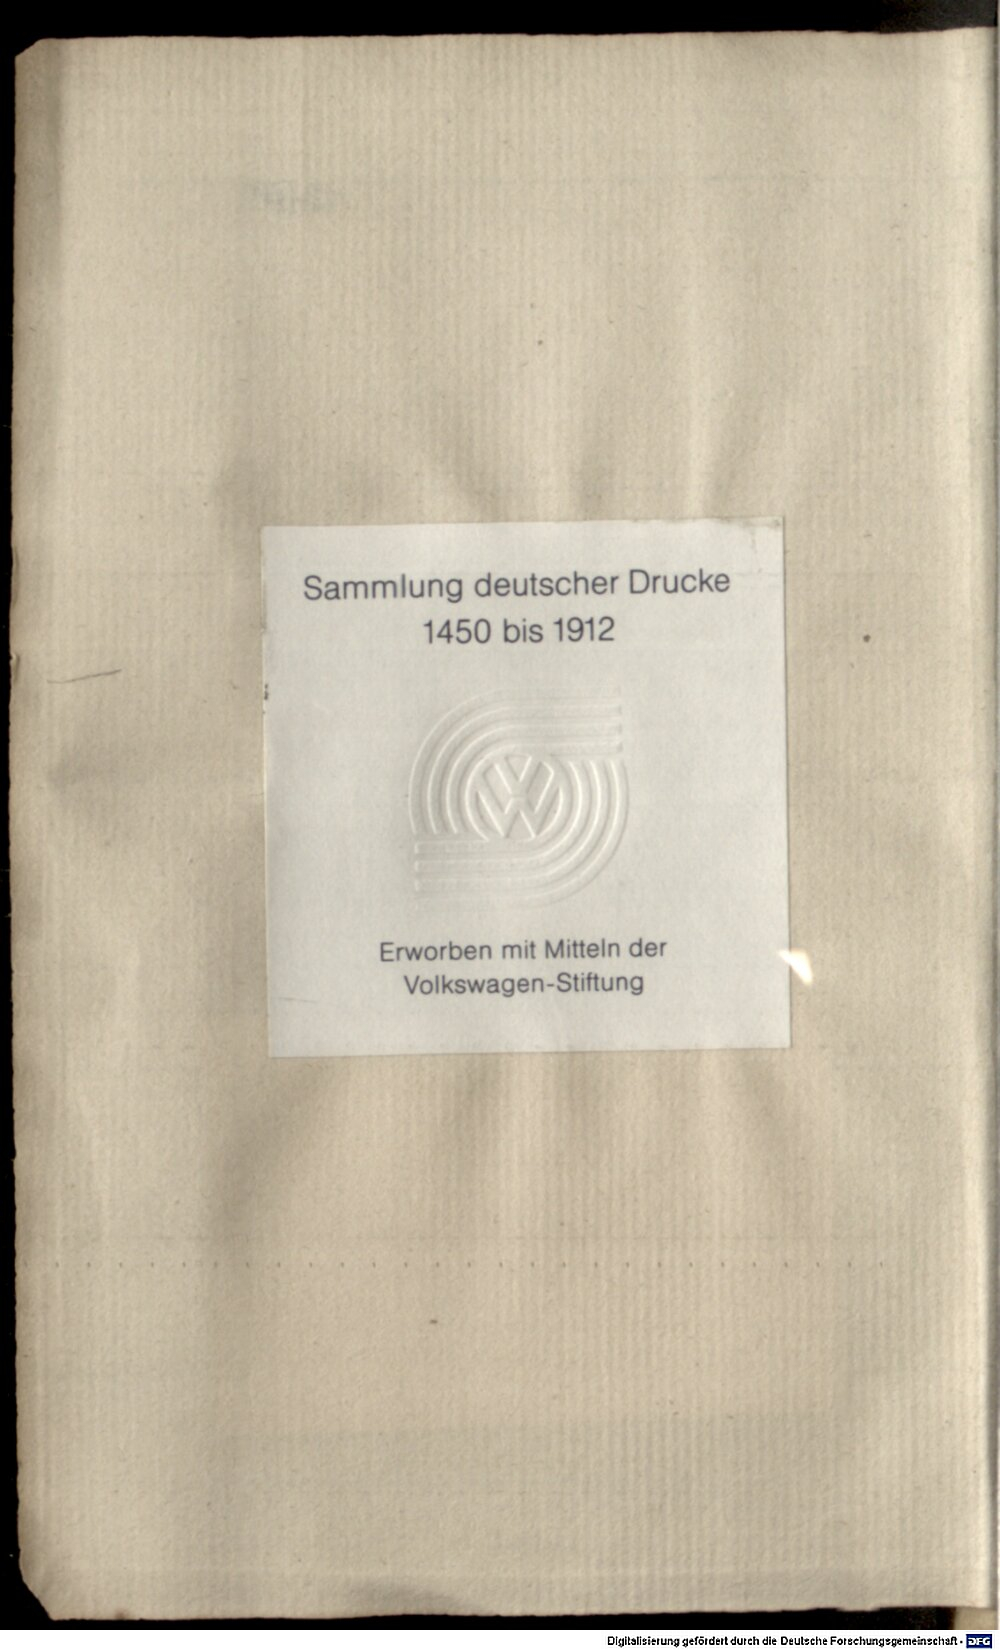 Sammlung deutscher Drucke
1450 bis 1912
VW
Erworben mit Mitteln der
Volkswagen-Stiftung
Digitalisierung gefördert durch die Deutsche Forschungsgemeinschaft - DFG